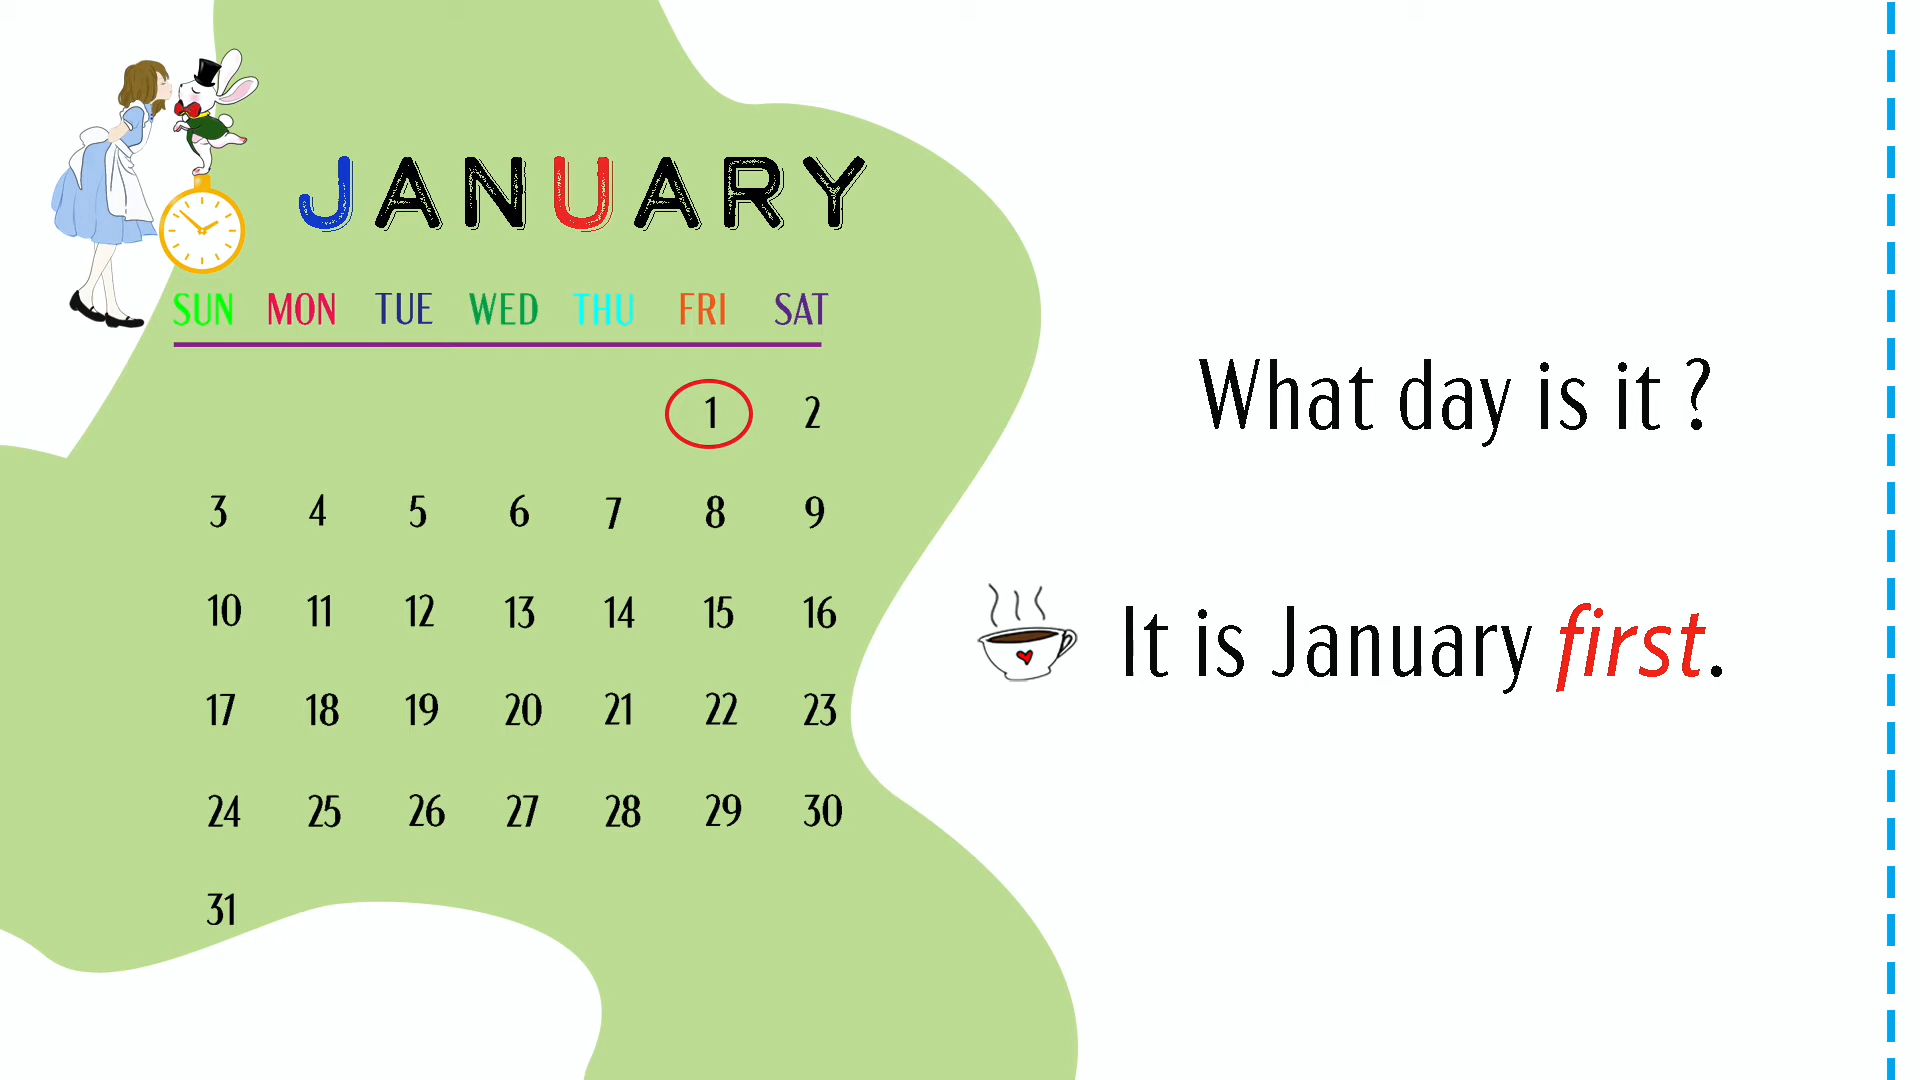 JANUARY
SUN MON TUE WED THU FRI SAT
1 2
3 4 5 6 7 8 9
10 11 12 13 14 15 16
17 18 19 20 21 22 23
24 25 26 27 28 29 30
31
What day is it ?
It is January first.